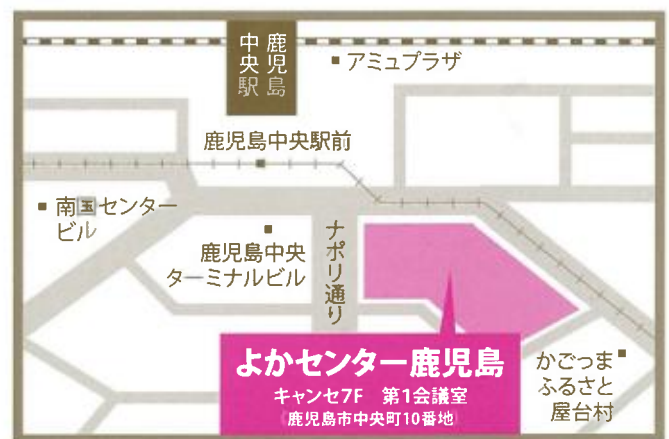 鹿児島
中央駅
アミュプラザ
鹿児島中央駅前
南国センター
ビル
鹿児島中央
ターミナルビル
ナポリ通り
よかセンター鹿児島
キャンセ7F 第1会議室
(鹿児島市中央町10番地)
かごっま
ふるさと
屋台村